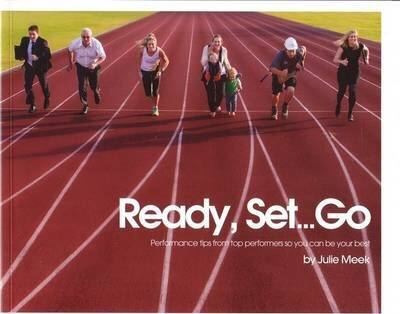 Ready, Set...Go
Performance tips from top performers so you can be your best
by Julie Meek